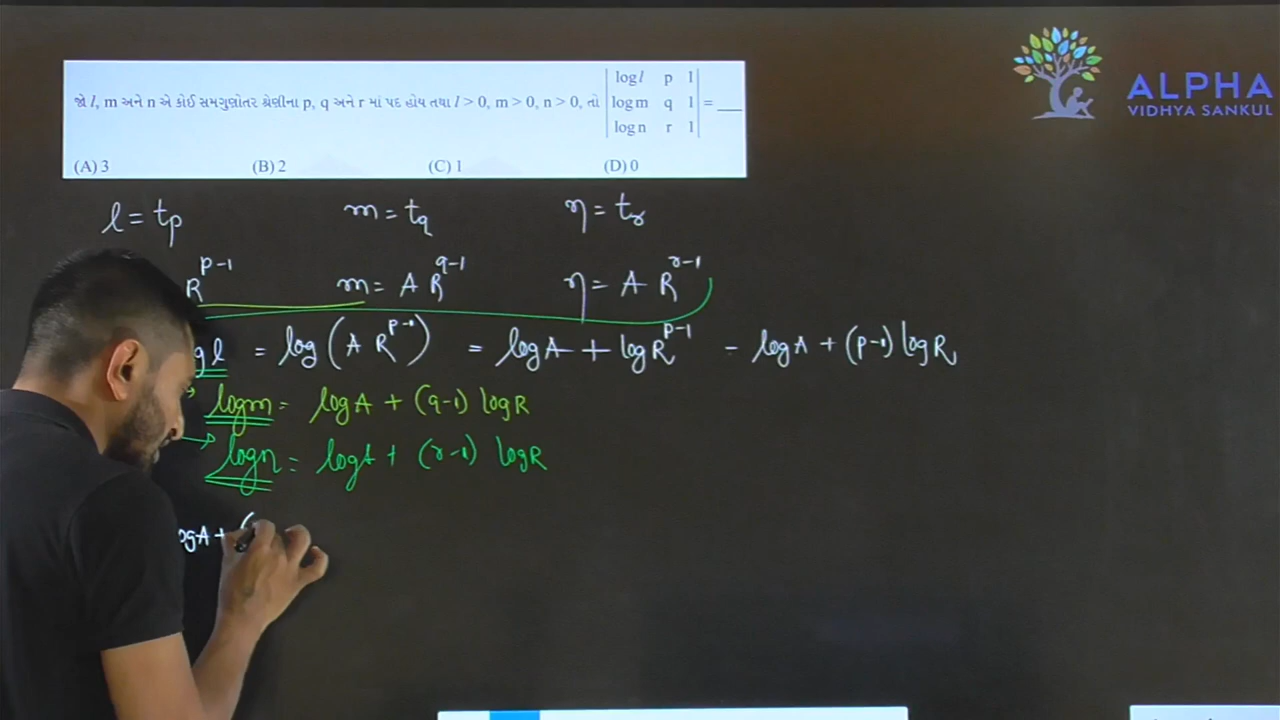 ALPHA
VIDHYA SANKUL
જો l, m અને n એ કોઈ સમગુણોતર શ્રેણીના p, q અને r માં પદ હોય તથા l > 0, m > 0, n > 0, તો | log l p 1 | = ___
| log m q 1 |
| log n r 1 |
(A) 3 (B) 2 (C) 1 (D) 0
l = tp m = tq n = tr
R^p-1 m = A R^q-1 n = A R^r-1
g l = log (A R^p-1) = log A + log R^p-1 - log A + (p-1) log R
log m = log A + (q-1) log R
log n = log A + (r-1) log R
og A + (